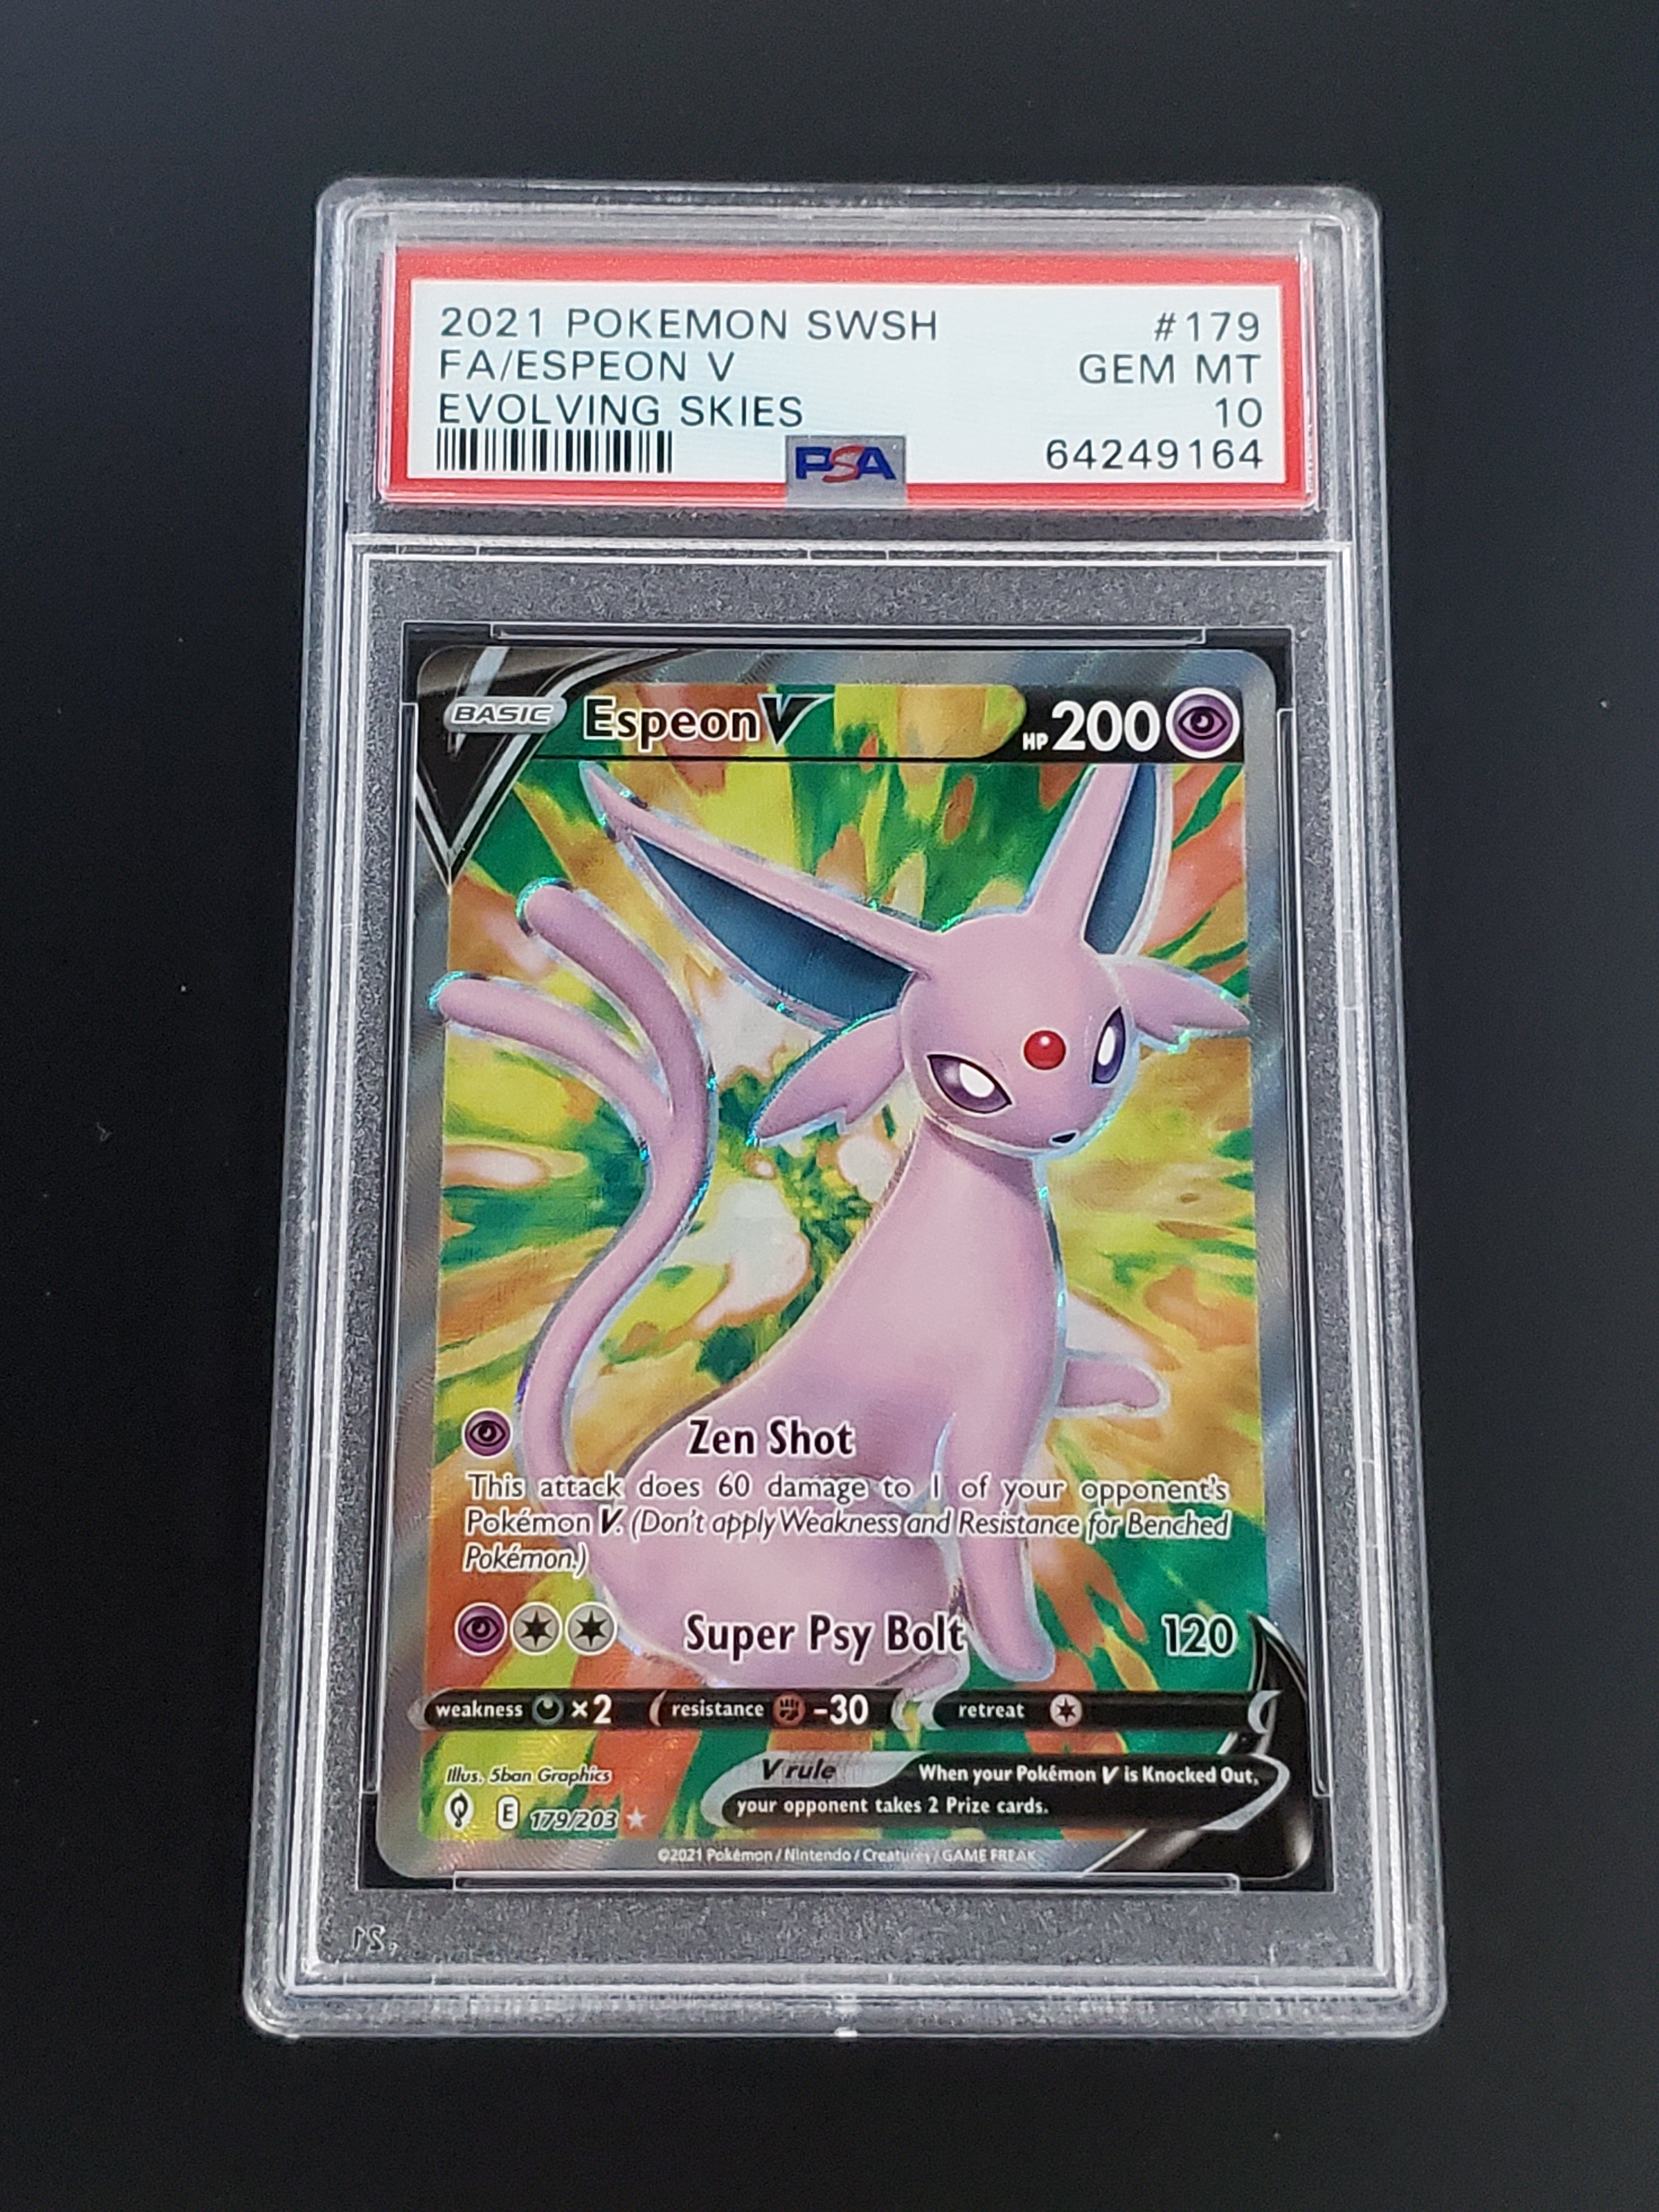 2021 POKEMON SWSH #179
FA/ESPEON V GEM MT
EVOLVING SKIES 10
PSA 64249164
BASIC Espeon V HP 200
Zen Shot
This attack does 60 damage to 1 of your opponent's
Pokémon V. (Don't apply Weakness and Resistance for Benched
Pokémon.)
Super Psy Bolt 120
weakness ×2 resistance -30 retreat
Illus. 5ban Graphics
V rule When your Pokémon V is Knocked Out,
your opponent takes 2 Prize cards.
E 179/203
©2021 Pokémon / Nintendo / Creatures / GAME FREAK